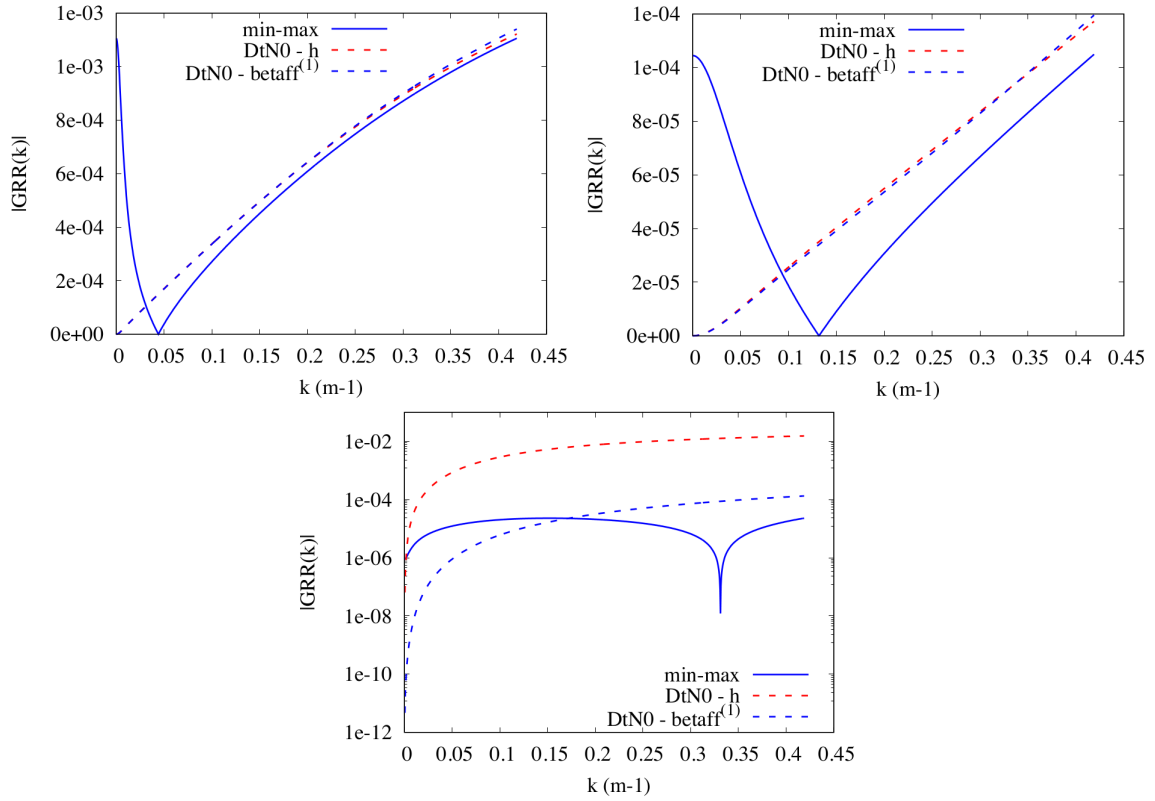 1e-03
1e-03
8e-04
6e-04
4e-04
2e-04
0e+00
|GRR(k)|
min-max
DtN0 - h
DtN0 - betaff(1)
0 0.05 0.1 0.15 0.2 0.25 0.3 0.35 0.4 0.45
k (m-1)
1e-04
1e-04
8e-05
6e-05
4e-05
2e-05
0e+00
|GRR(k)|
min-max
DtN0 - h
DtN0 - betaff(1)
0 0.05 0.1 0.15 0.2 0.25 0.3 0.35 0.4 0.45
k (m-1)
1e-02
1e-04
1e-06
1e-08
1e-10
1e-12
|GRR(k)|
min-max
DtN0 - h
DtN0 - betaff(1)
0 0.05 0.1 0.15 0.2 0.25 0.3 0.35 0.4 0.45
k (m-1)